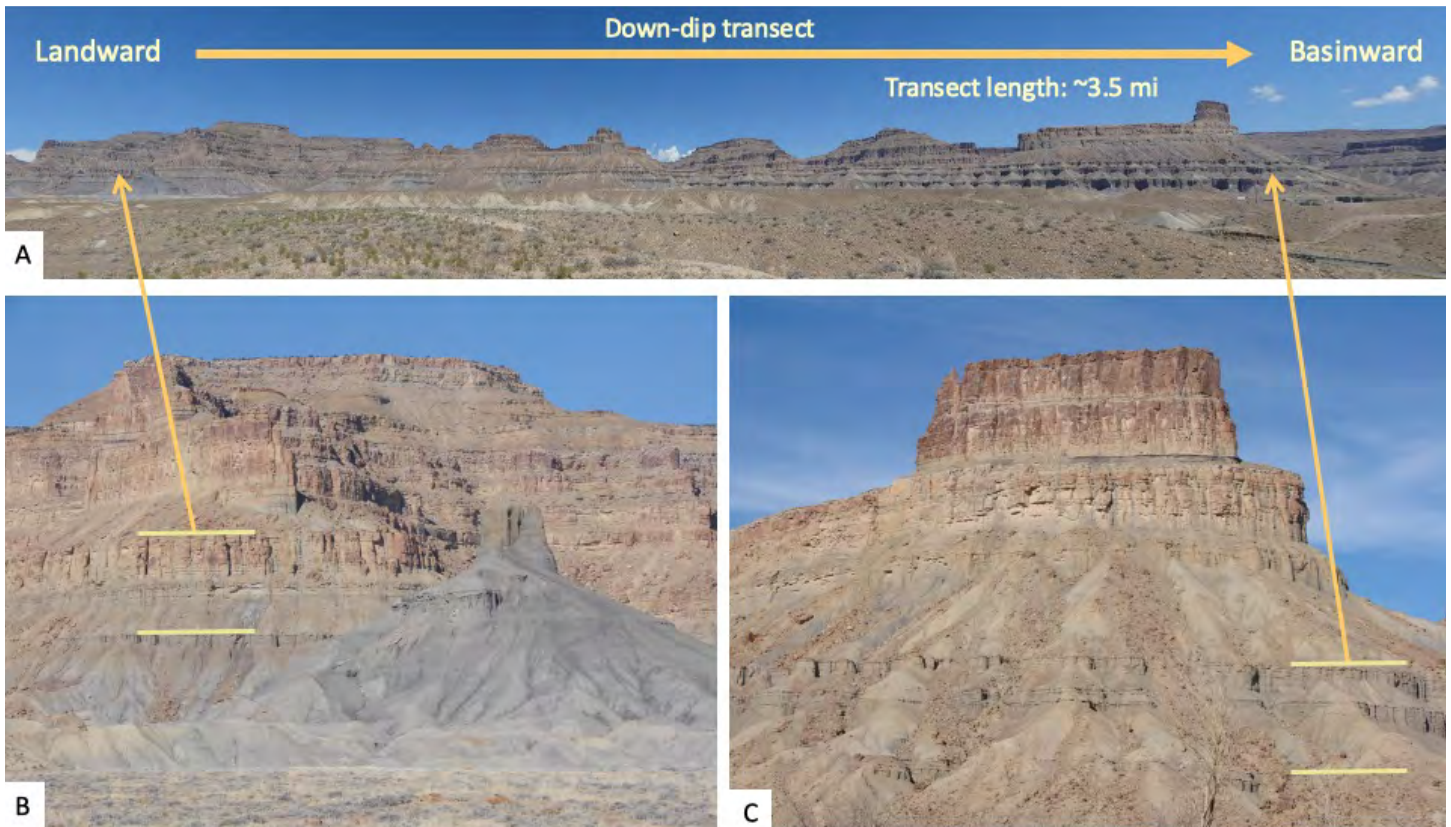 Down-dip transect
Landward
Basinward
Transect length: ~3.5 mi
A
B
C